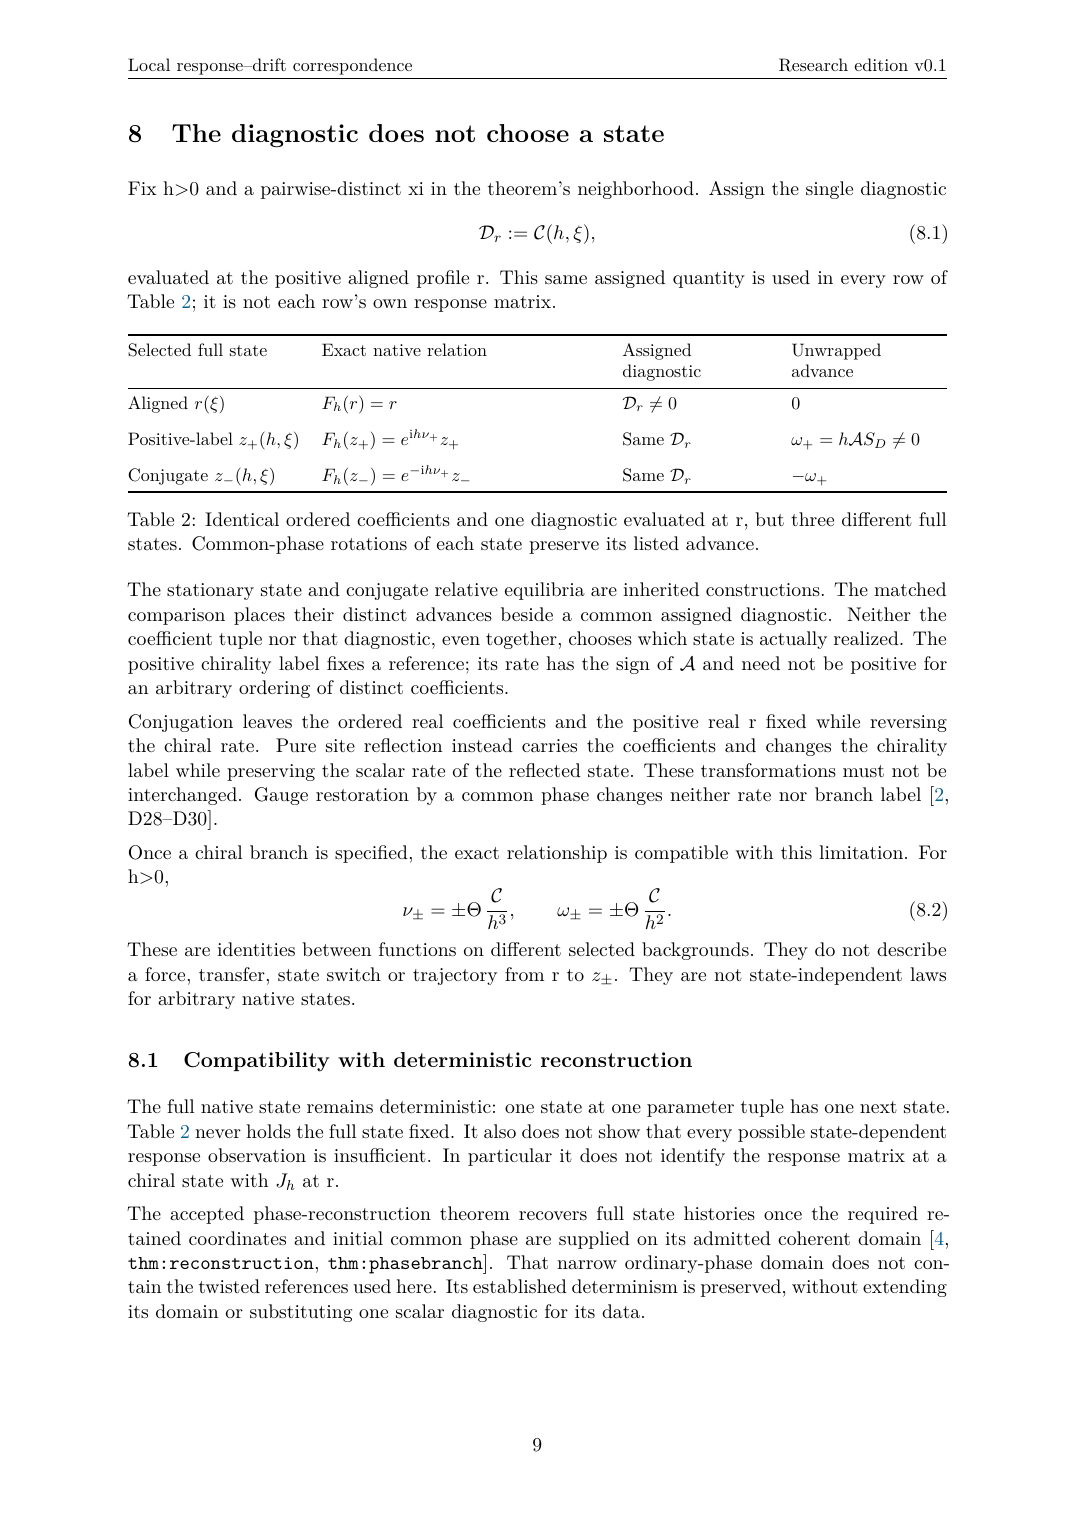 Local response–drift correspondence
Research edition v0.1
8 The diagnostic does not choose a state
Fix h>0 and a pairwise-distinct xi in the theorem's neighborhood. Assign the single diagnostic
𝒟_r := 𝒞(h, ξ), (8.1)
evaluated at the positive aligned profile r. This same assigned quantity is used in every row of
Table 2; it is not each row's own response matrix.
Selected full state | Exact native relation | Assigned diagnostic | Unwrapped advance
Aligned r(ξ) | F_h(r) = r | 𝒟_r ≠ 0 | 0
Positive-label z_+(h, ξ) | F_h(z_+) = e^{ihν_+} z_+ | Same 𝒟_r | ω_+ = h𝒜S_D ≠ 0
Conjugate z_−(h, ξ) | F_h(z_−) = e^{−ihν_+} z_− | Same 𝒟_r | −ω_+
Table 2: Identical ordered coefficients and one diagnostic evaluated at r, but three different full
states. Common-phase rotations of each state preserve its listed advance.
The stationary state and conjugate relative equilibria are inherited constructions. The matched
comparison places their distinct advances beside a common assigned diagnostic. Neither the
coefficient tuple nor that diagnostic, even together, chooses which state is actually realized. The
positive chirality label fixes a reference; its rate has the sign of 𝒜 and need not be positive for
an arbitrary ordering of distinct coefficients.
Conjugation leaves the ordered real coefficients and the positive real r fixed while reversing
the chiral rate. Pure site reflection instead carries the coefficients and changes the chirality
label while preserving the scalar rate of the reflected state. These transformations must not be
interchanged. Gauge restoration by a common phase changes neither rate nor branch label [2,
D28–D30].
Once a chiral branch is specified, the exact relationship is compatible with this limitation. For
h>0,
ν_± = ±Θ 𝒞/h³, ω_± = ±Θ 𝒞/h². (8.2)
These are identities between functions on different selected backgrounds. They do not describe
a force, transfer, state switch or trajectory from r to z_±. They are not state-independent laws
for arbitrary native states.
8.1 Compatibility with deterministic reconstruction
The full native state remains deterministic: one state at one parameter tuple has one next state.
Table 2 never holds the full state fixed. It also does not show that every possible state-dependent
response observation is insufficient. In particular it does not identify the response matrix at a
chiral state with J_h at r.
The accepted phase-reconstruction theorem recovers full state histories once the required re-
tained coordinates and initial common phase are supplied on its admitted coherent domain [4,
thm:reconstruction, thm:phasebranch]. That narrow ordinary-phase domain does not con-
tain the twisted references used here. Its established determinism is preserved, without extending
its domain or substituting one scalar diagnostic for its data.
9